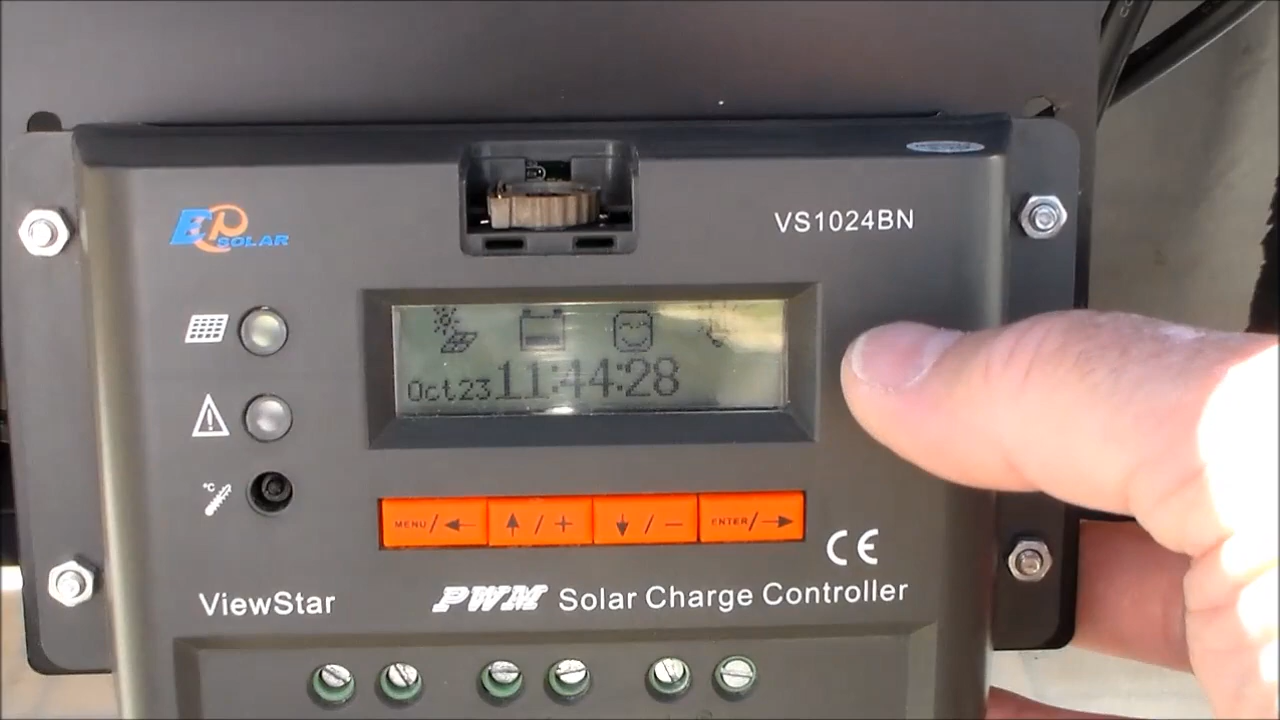 EP SOLAR
VS1024BN
Oct23 11:44:28
°C
MENU/← ↑/+ ↓/− ENTER/→
CE
ViewStar
PWM Solar Charge Controller